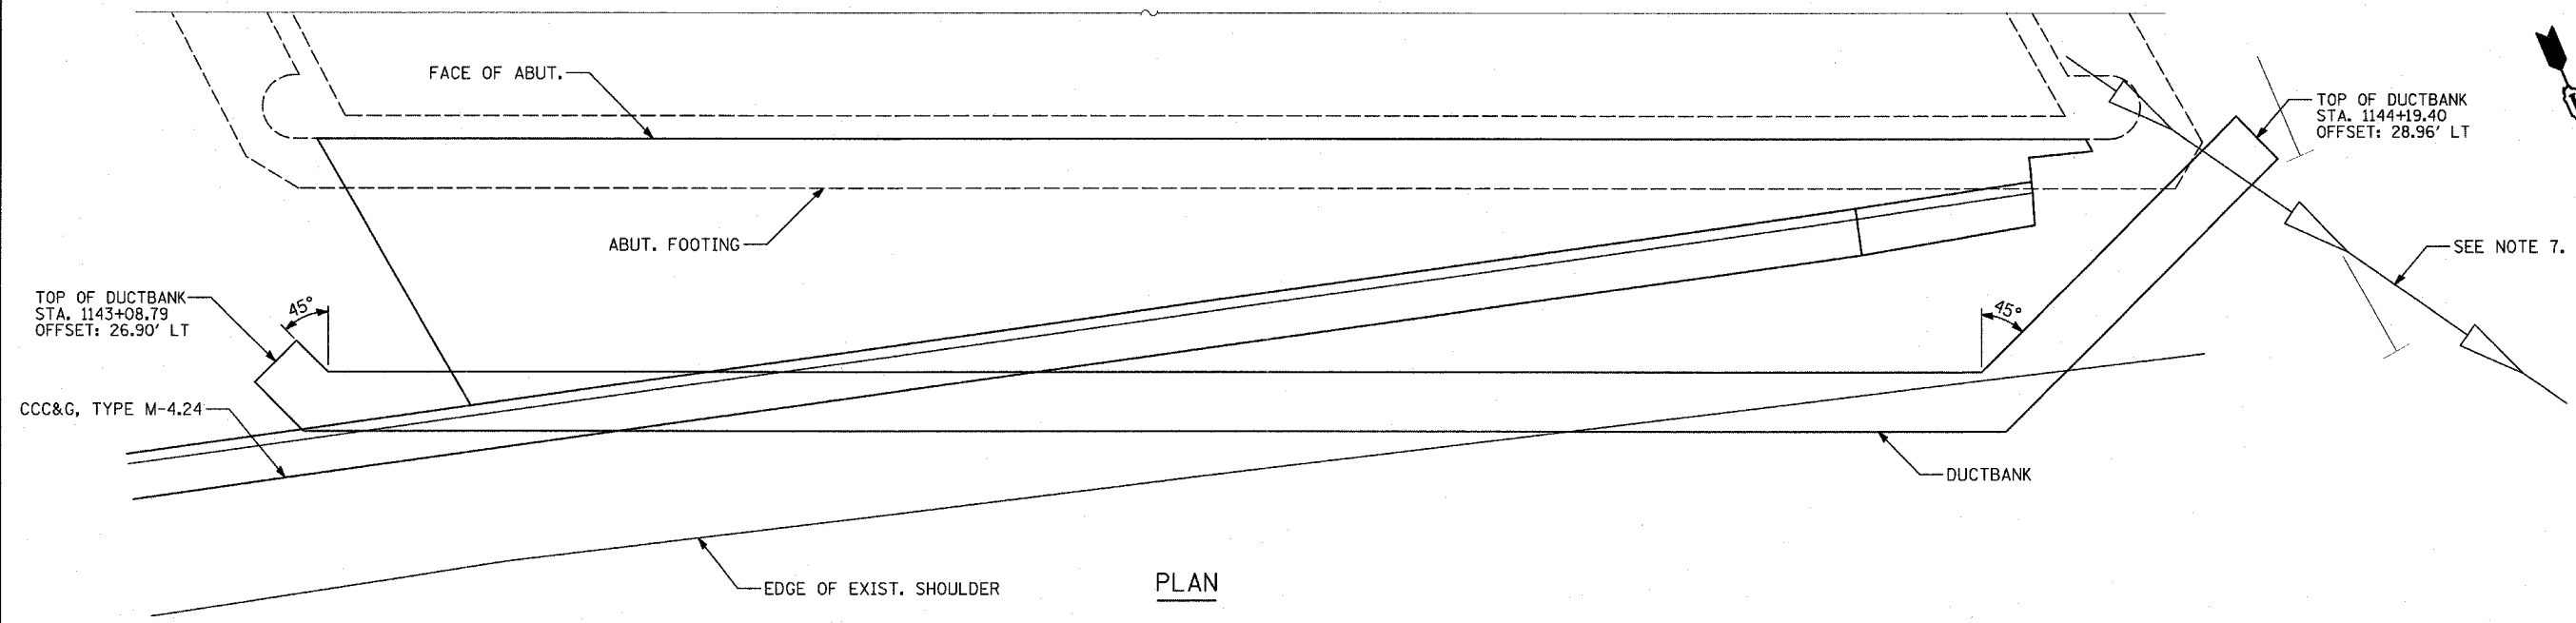 FACE OF ABUT.
TOP OF DUCTBANK
STA. 1144+19.40
OFFSET: 28.96' LT
ABUT. FOOTING
SEE NOTE 7.
TOP OF DUCTBANK
STA. 1143+08.79
OFFSET: 26.90' LT
45°
45°
CCC&G, TYPE M-4.24
DUCTBANK
EDGE OF EXIST. SHOULDER
PLAN